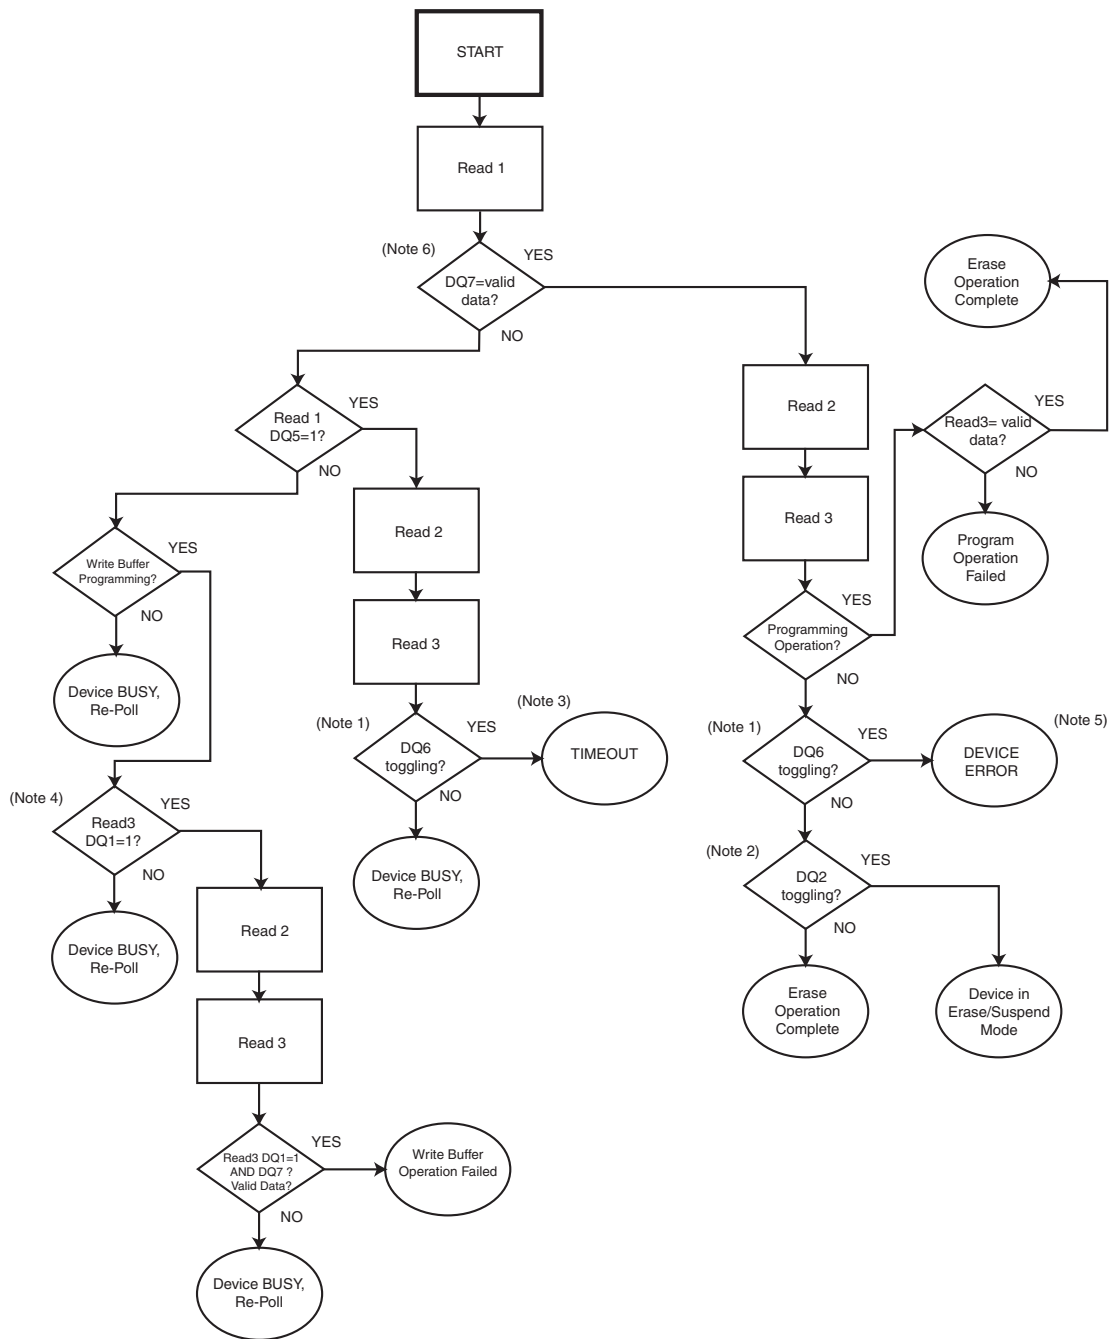 START
Read 1
(Note 6)
YES
DQ7=valid
data?
NO
Erase
Operation
Complete
Read 1
DQ5=1?
YES
NO
Read 2
Read3= valid
data?
YES
NO
Read 2
Read 3
Program
Operation
Failed
Write Buffer
Programming?
YES
NO
Device BUSY,
Re-Poll
Read 3
Programming
Operation?
YES
NO
(Note 1)
DQ6
toggling?
YES
NO
(Note 3)
TIMEOUT
(Note 1)
DQ6
toggling?
YES
NO
DEVICE
ERROR
(Note 5)
(Note 4)
Read3
DQ1=1?
YES
NO
Device BUSY,
Re-Poll
(Note 2)
DQ2
toggling?
YES
NO
Device BUSY,
Re-Poll
Read 2
Erase
Operation
Complete
Device in
Erase/Suspend
Mode
Read 3
Read3 DQ1=1
AND DQ7 ?
Valid Data?
YES
NO
Write Buffer
Operation Failed
Device BUSY,
Re-Poll